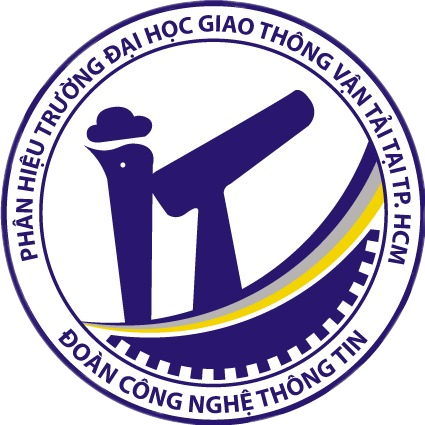 PHÂN HIỆU TRƯỜNG ĐẠI HỌC GIAO THÔNG VẬN TẢI TẠI TP. HCM
ĐOÀN CÔNG NGHỆ THÔNG TIN